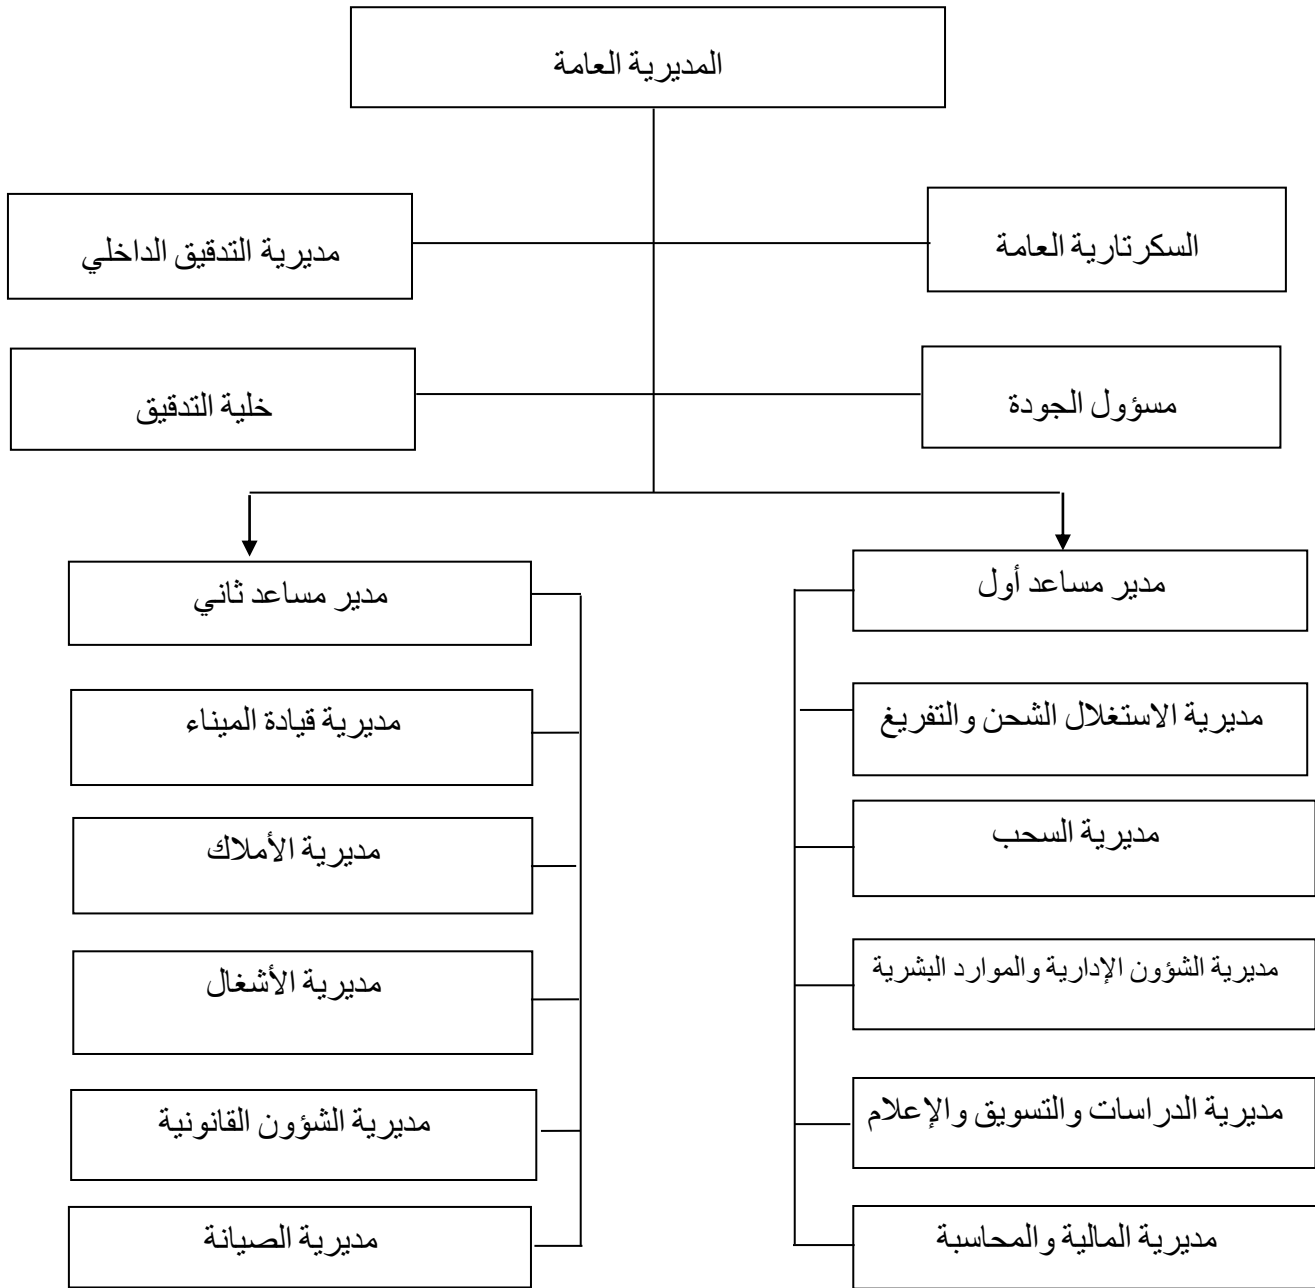 المديرية العامة
السكرتارية العامة
مديرية التدقيق الداخلي
مسؤول الجودة
خلية التدقيق
مدير مساعد أول
مديرية الاستغلال الشحن والتفريغ
مديرية السحب
مديرية الشؤون الإدارية والموارد البشرية
مديرية الدراسات والتسويق والإعلام
مديرية المالية والمحاسبة
مدير مساعد ثاني
مديرية قيادة الميناء
مديرية الأملاك
مديرية الأشغال
مديرية الشؤون القانونية
مديرية الصيانة